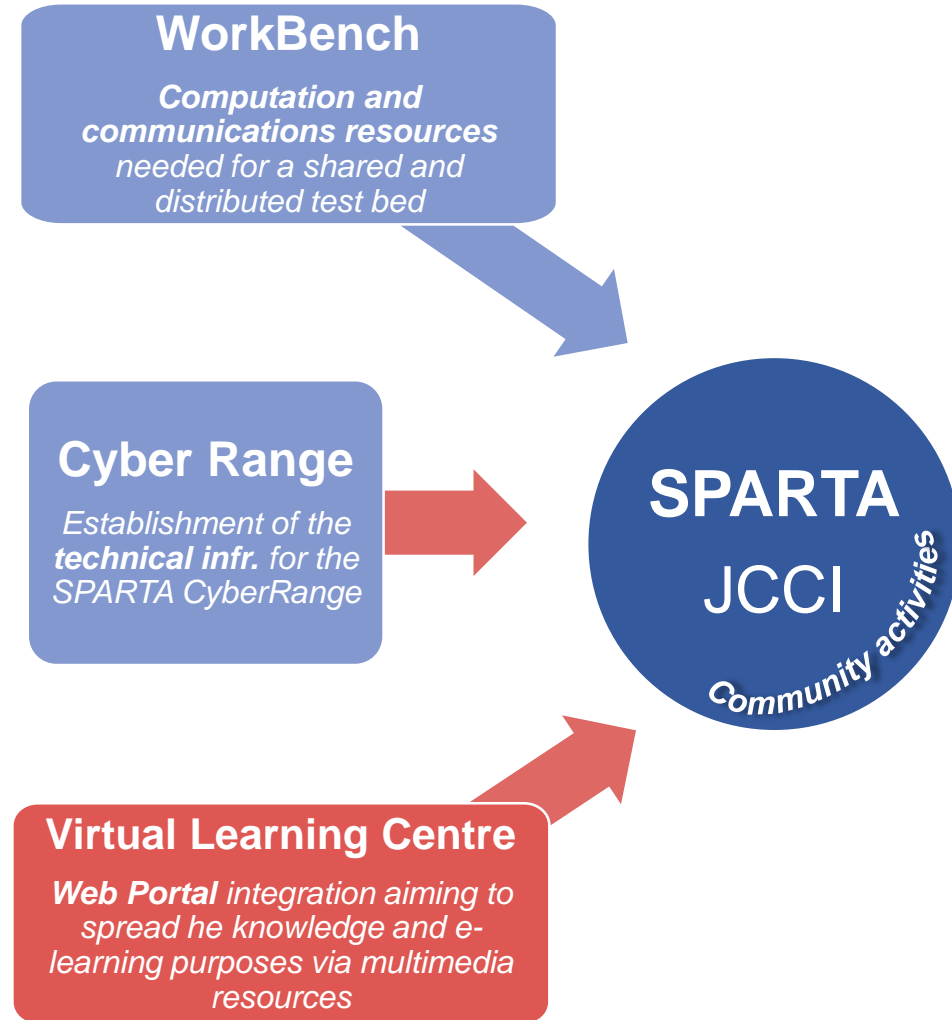 WorkBench
Computation and
communications resources
needed for a shared and
distributed test bed
Cyber Range
Establishment of the
technical infr. for the
SPARTA CyberRange
SPARTA
JCCI
Community activities
Virtual Learning Centre
Web Portal integration aiming to
spread he knowledge and e-
learning purposes via multimedia
resources